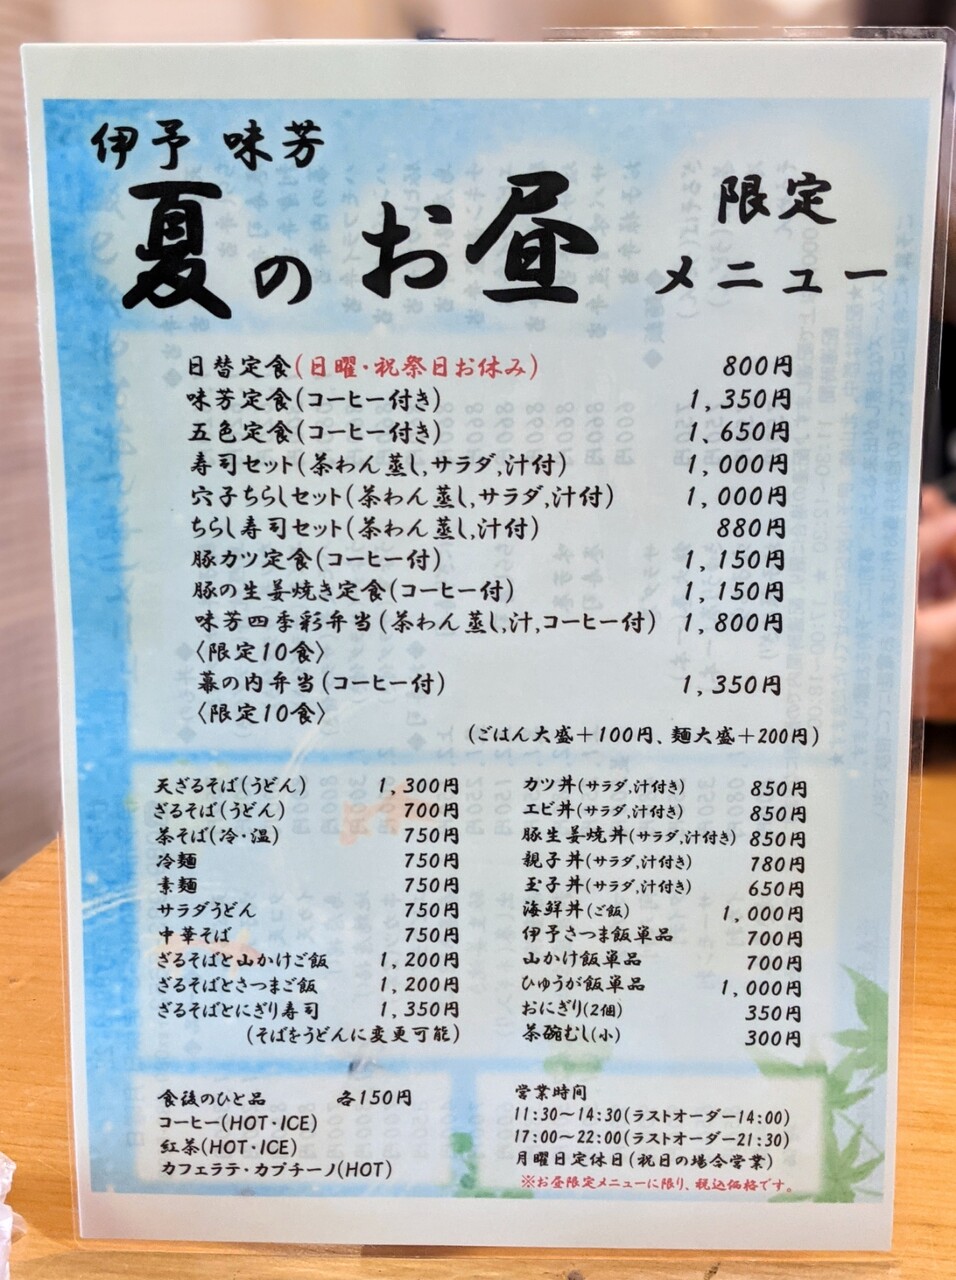 伊予 味芳
夏のお昼 限定メニュー
日替定食(日曜・祝祭日お休み) 800円
味芳定食(コーヒー付き) 1,350円
五色定食(コーヒー付き) 1,650円
寿司セット(茶わん蒸し,サラダ,汁付) 1,000円
穴子ちらしセット(茶わん蒸し,サラダ,汁付) 1,000円
ちらし寿司セット(茶わん蒸し,汁付) 880円
豚カツ定食(コーヒー付) 1,150円
豚の生姜焼き定食(コーヒー付) 1,150円
味芳四季彩弁当(茶わん蒸し,汁,コーヒー付) 1,800円
〈限定10食〉
幕の内弁当(コーヒー付) 1,350円
〈限定10食〉
(ごはん大盛+100円、麺大盛+200円)
天ざるそば(うどん) 1,300円
ざるそば(うどん) 700円
茶そば(冷・温) 750円
冷麺 750円
素麺 750円
サラダうどん 750円
中華そば 750円
ざるそばと山かけご飯 1,200円
ざるそばとさつまご飯 1,200円
ざるそばとにぎり寿司 1,350円
(そばをうどんに変更可能)
カツ丼(サラダ,汁付き) 850円
エビ丼(サラダ,汁付き) 850円
豚生姜焼丼(サラダ,汁付き) 850円
親子丼(サラダ,汁付き) 780円
玉子丼(サラダ,汁付き) 650円
海鮮丼(ご飯) 1,000円
伊予さつま飯単品 700円
山かけ飯単品 700円
ひゅうが飯単品 1,000円
おにぎり(2個) 350円
茶碗むし(小) 300円
食後のひと品 各150円
コーヒー(HOT・ICE)
紅茶(HOT・ICE)
カフェラテ・カプチーノ(HOT)
営業時間
11:30〜14:30(ラストオーダー14:00)
17:00〜22:00(ラストオーダー21:30)
月曜日定休日(祝日の場合営業)
※お昼限定メニューに限り、税込価格です。